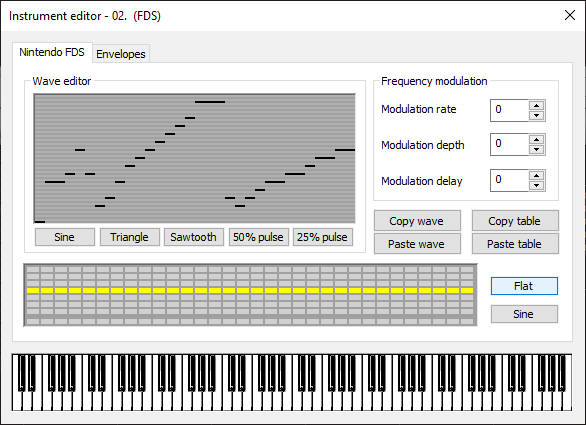 Instrument editor - 02.  (FDS)
Nintendo FDS
Envelopes
Wave editor
Sine
Triangle
Sawtooth
50% pulse
25% pulse
Frequency modulation
Modulation rate
0
Modulation depth
0
Modulation delay
0
Copy wave
Copy table
Paste wave
Paste table
Flat
Sine